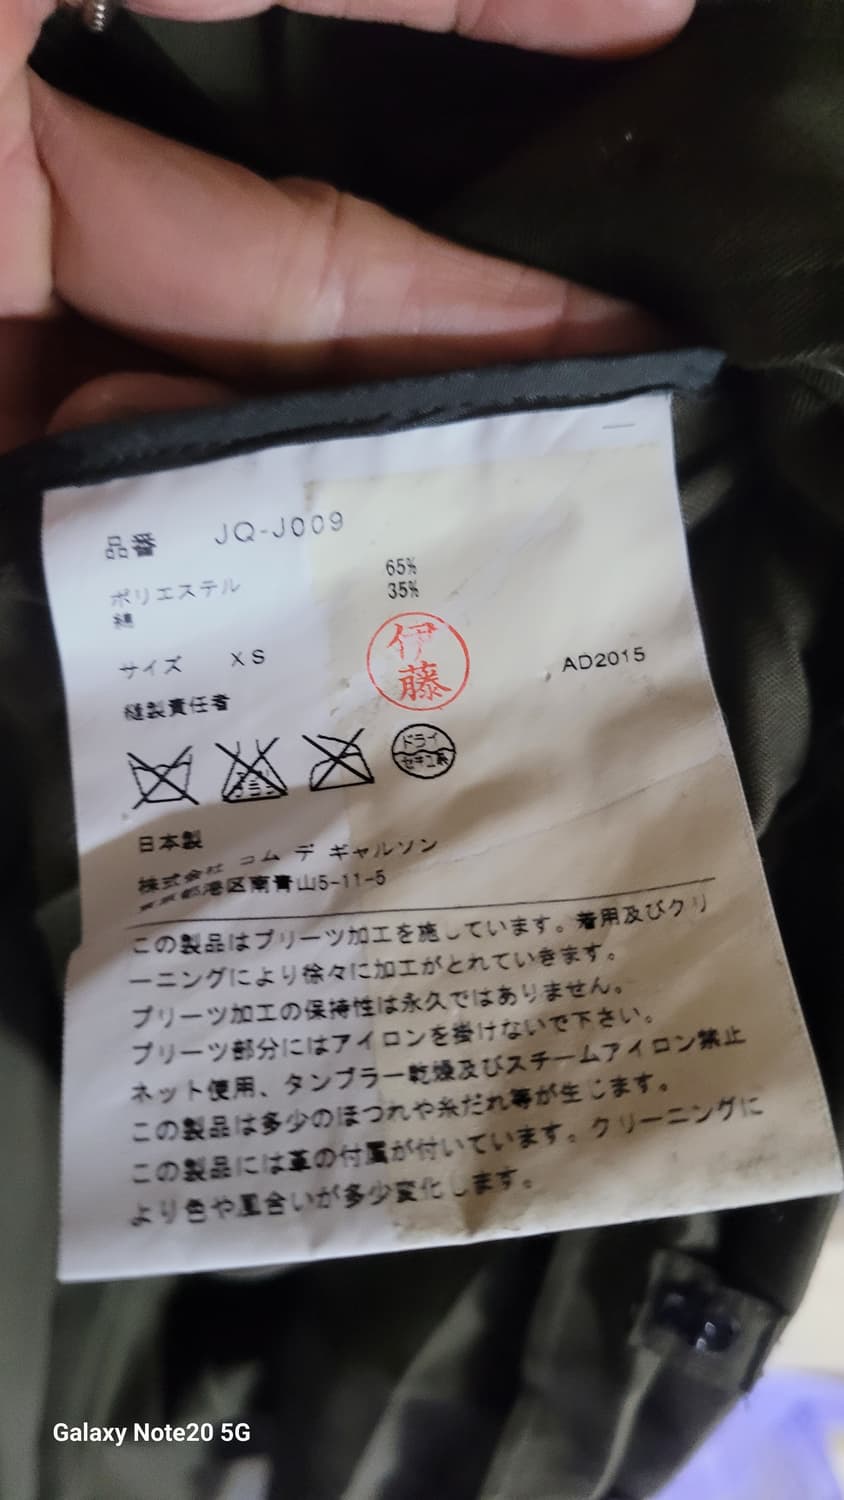 品番 JQ-J009
ポリエステル 65%
綿 35%
サイズ XS
伊藤
AD2015
縫製責任者
ドライ
セキユ系
日本製
株式会社 コム デ ギャルソン
東京都港区南青山5-11-5
この製品はプリーツ加工を施しています。着用及びクリ
ーニングにより徐々に加工がとれていきます。
プリーツ加工の保持性は永久ではありません。
プリーツ部分にはアイロンを掛けないで下さい。
ネット使用、タンブラー乾燥及びスチームアイロン禁止
この製品は多少のほつれや糸だれ等が生じます。
この製品には革の付属が付いています。クリーニングに
より色や風合いが多少変化します。
Galaxy Note20 5G